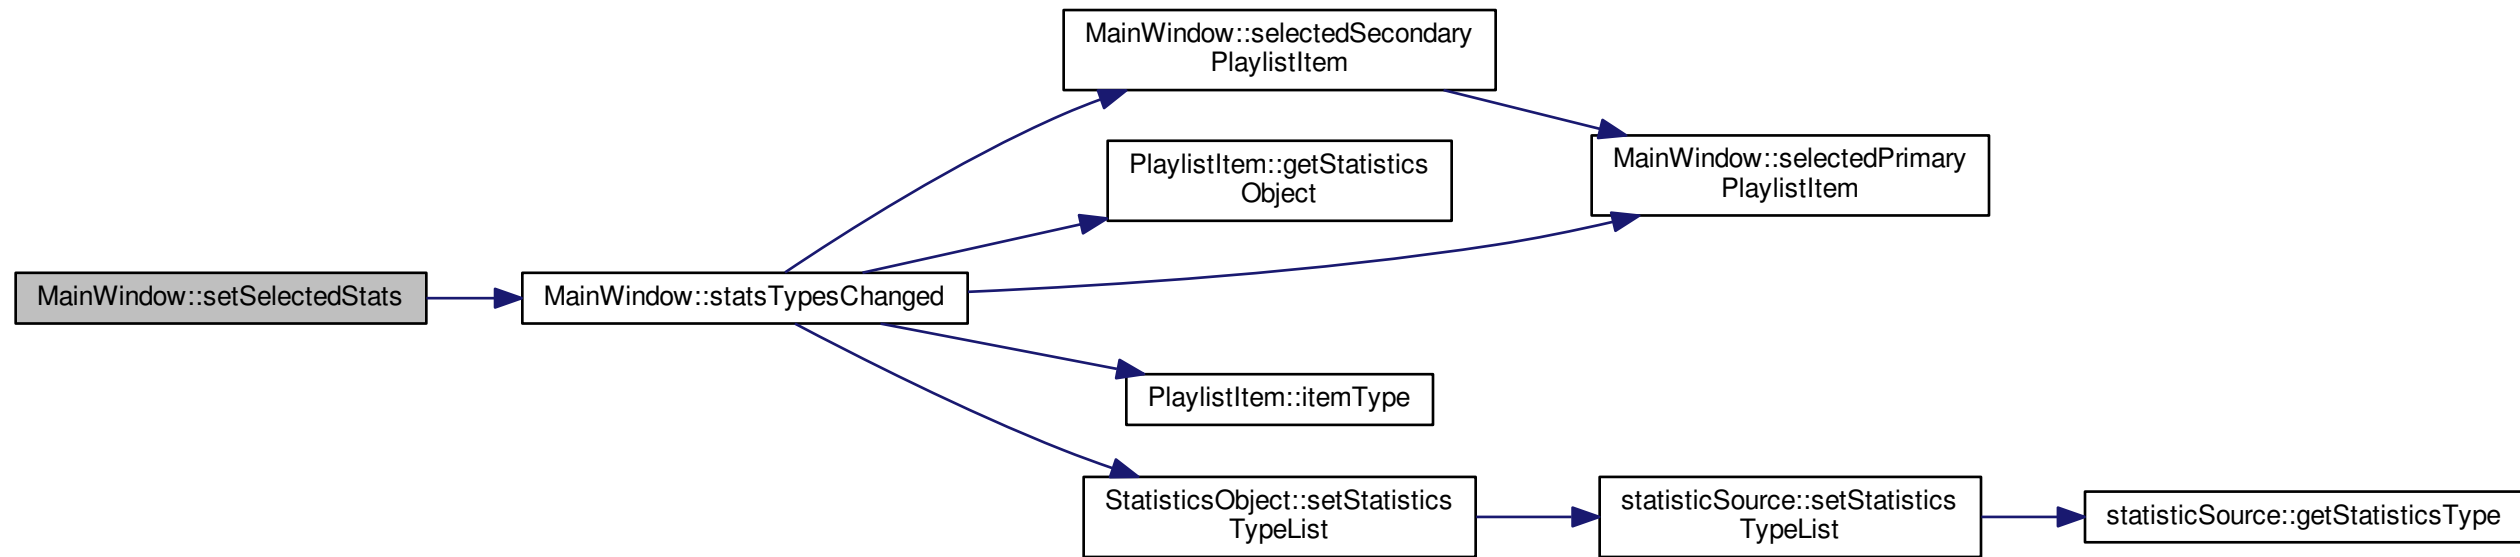 MainWindow::selectedSecondary
PlaylistItem
PlaylistItem::getStatistics
Object
MainWindow::selectedPrimary
PlaylistItem
MainWindow::setSelectedStats
MainWindow::statsTypesChanged
PlaylistItem::itemType
StatisticsObject::setStatistics
TypeList
statisticSource::setStatistics
TypeList
statisticSource::getStatisticsType